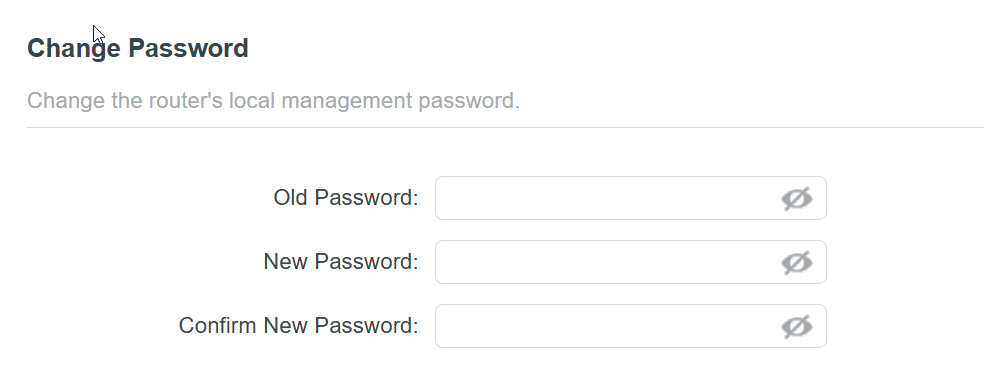 Change Password
Change the router's local management password.
Old Password:
New Password:
Confirm New Password: